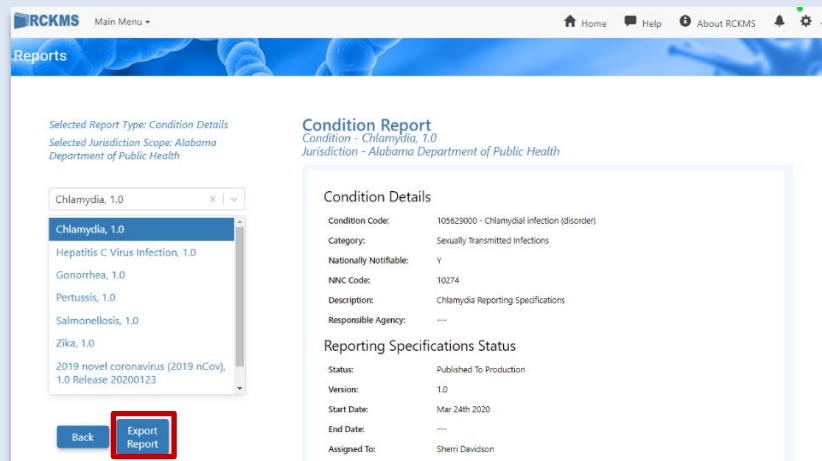 RCKMS Main Menu Home Help About RCKMS
Reports
Selected Report Type: Condition Details
Selected Jurisdiction Scope: Alabama
Department of Public Health
Chlamydia, 1.0
Chlamydia, 1.0
Hepatitis C Virus Infection, 1.0
Gonorrhea, 1.0
Pertussis, 1.0
Salmonellosis, 1.0
Zika, 1.0
2019 novel coronavirus (2019 nCov),
1.0 Release 20200123
Back
Export
Report
Condition Report
Condition - Chlamydia, 1.0
Jurisdiction - Alabama Department of Public Health
Condition Details
Condition Code: 105629000 - Chlamydial infection (disorder)
Category: Sexually Transmitted Infections
Nationally Notifiable: Y
NNC Code: 10274
Description: Chlamydia Reporting Specifications
Responsible Agency: ---
Reporting Specifications Status
Status: Published To Production
Version: 1.0
Start Date: Mar 24th 2020
End Date: ---
Assigned To: Sherri Davidson